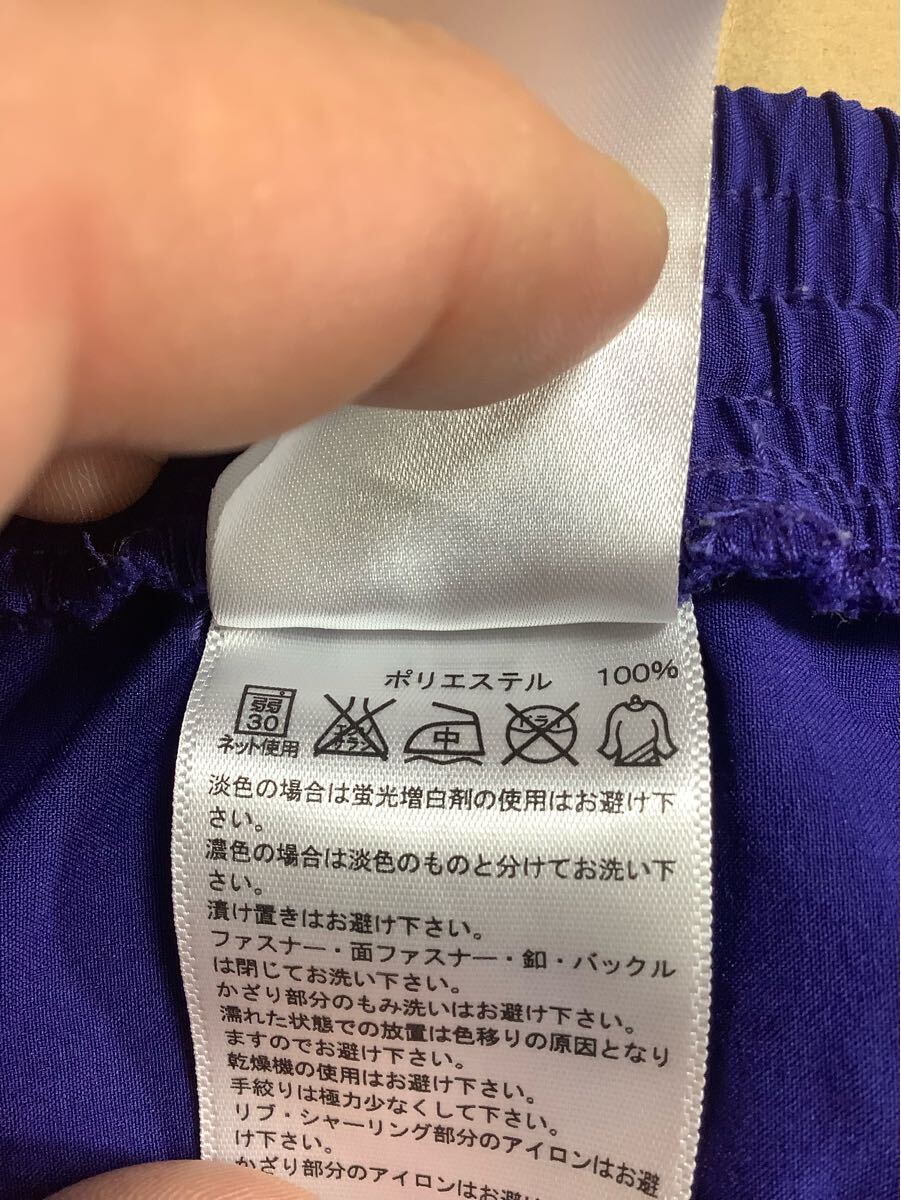 ポリエステル 100%
弱
30
ネット使用
エンソ
サラシ
中
ドライ
淡色の場合は蛍光増白剤の使用はお避け下
さい。
濃色の場合は淡色のものと分けてお洗い下
さい。
漬け置きはお避け下さい。
ファスナー・面ファスナー・釦・バックル
は閉じてお洗い下さい。
かざり部分のもみ洗いはお避け下さい。
濡れた状態での放置は色移りの原因となり
ますのでお避け下さい。
乾燥機の使用はお避け下さい。
手絞りは極力少なくして下さい。
リブ・シャーリング部分のアイロンはお避
け下さい。
かざり部分のアイロンはお避け